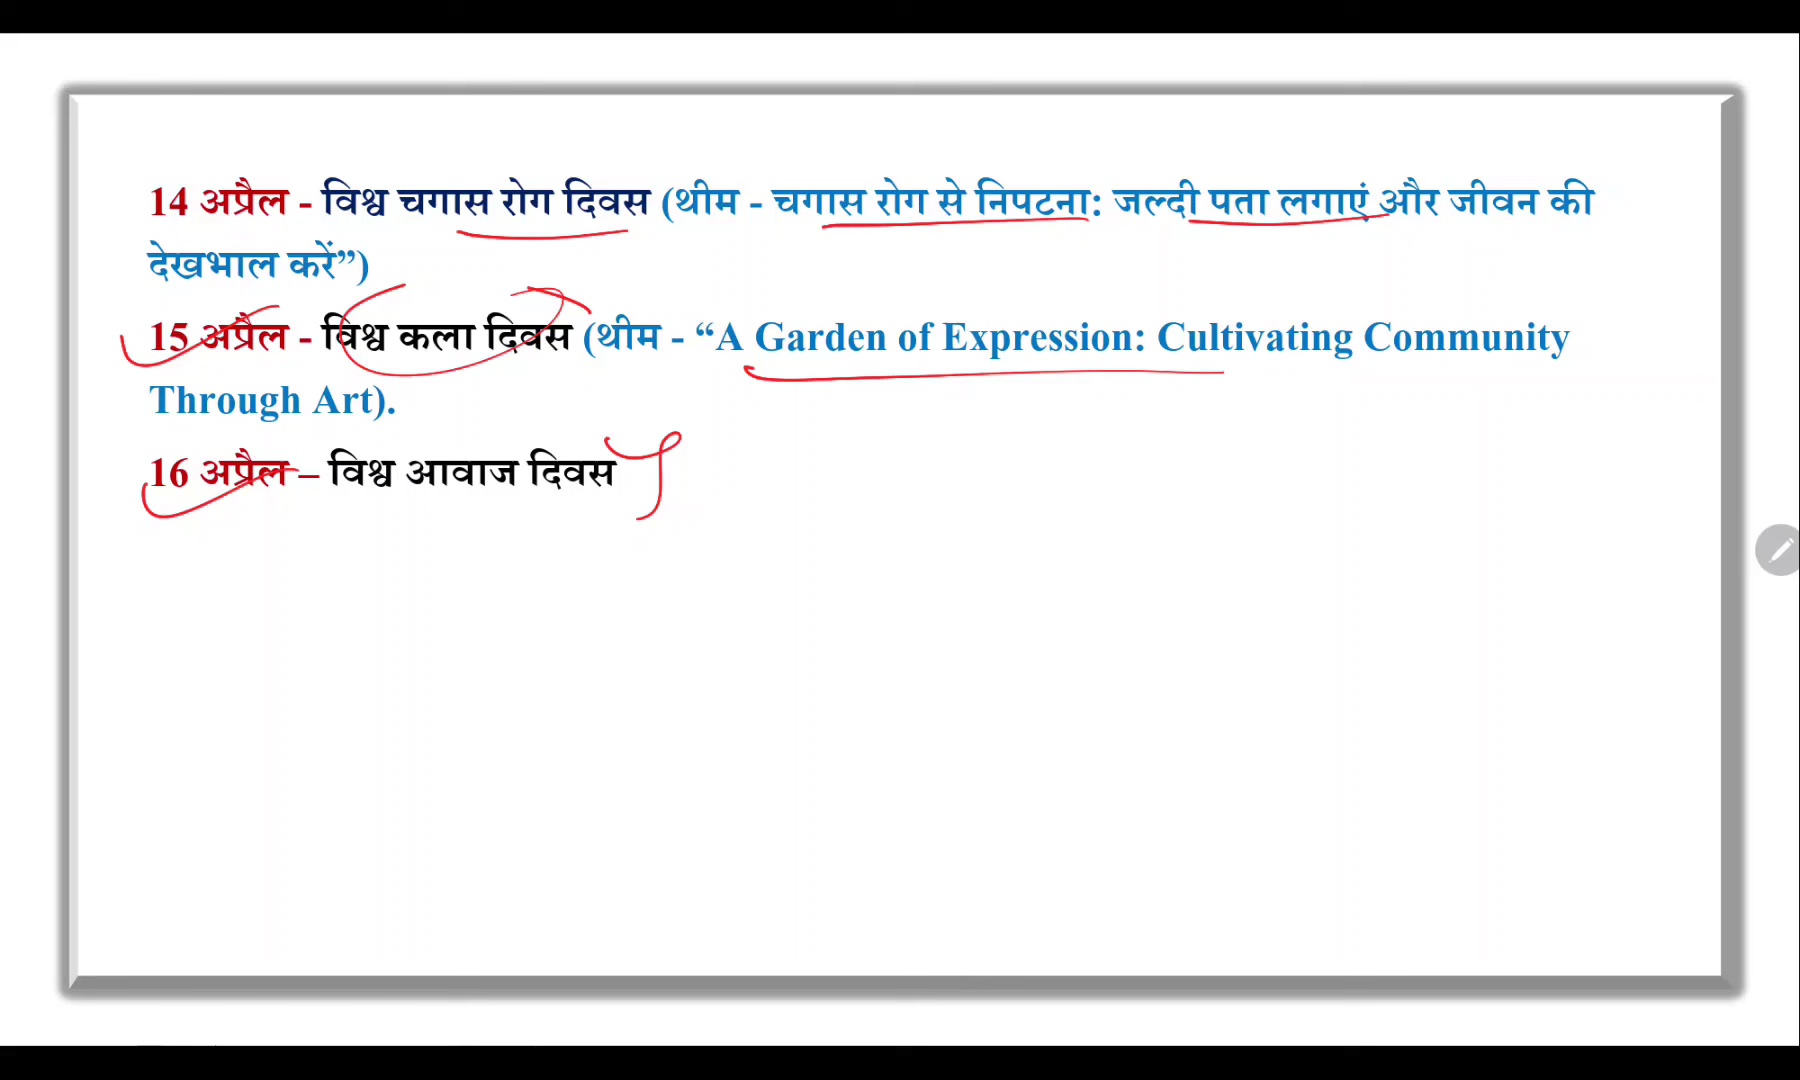 14 अप्रैल - विश्व चगास रोग दिवस (थीम - चगास रोग से निपटना: जल्दी पता लगाएं और जीवन की
देखभाल करें”)
15 अप्रैल - विश्व कला दिवस (थीम - “A Garden of Expression: Cultivating Community
Through Art).
16 अप्रैल – विश्व आवाज दिवस